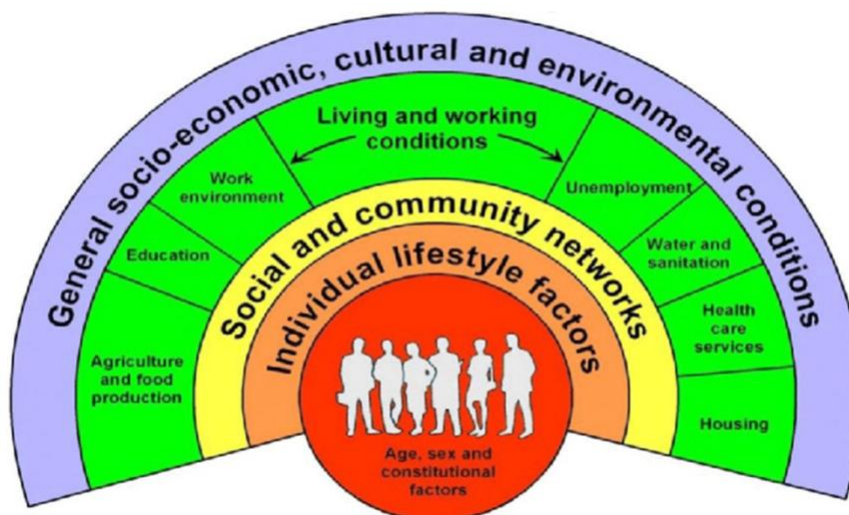 General socio-economic, cultural and environmental conditions
Living and working
conditions
Work
environment
Unemployment
Education
Water and
sanitation
Agriculture
and food
production
Health
care
services
Housing
Social and community networks
Individual lifestyle factors
Age, sex and
constitutional
factors